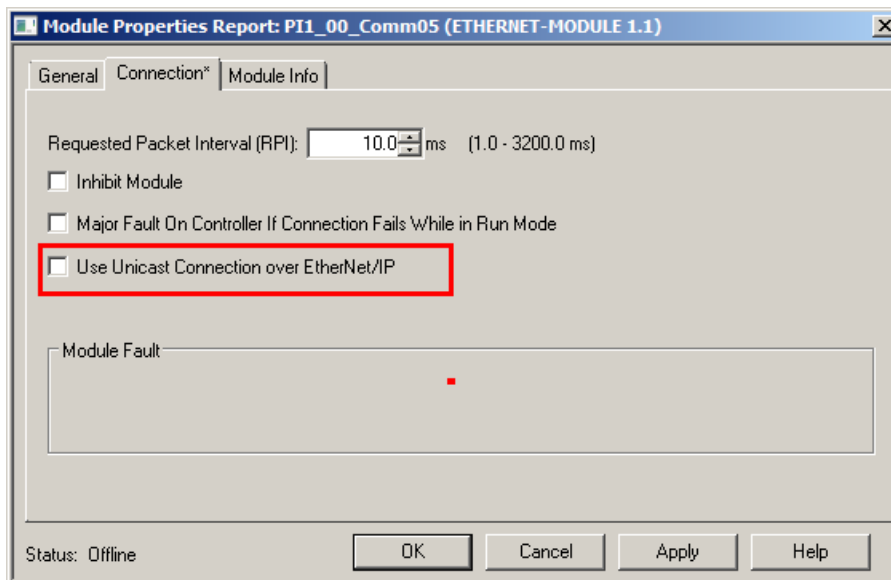 Module Properties Report: PI1_00_Comm05 (ETHERNET-MODULE 1.1)
General Connection* Module Info
Requested Packet Interval (RPI): 10.0 ms (1.0 - 3200.0 ms)
Inhibit Module
Major Fault On Controller If Connection Fails While in Run Mode
Use Unicast Connection over EtherNet/IP
Module Fault
Status: Offline OK Cancel Apply Help